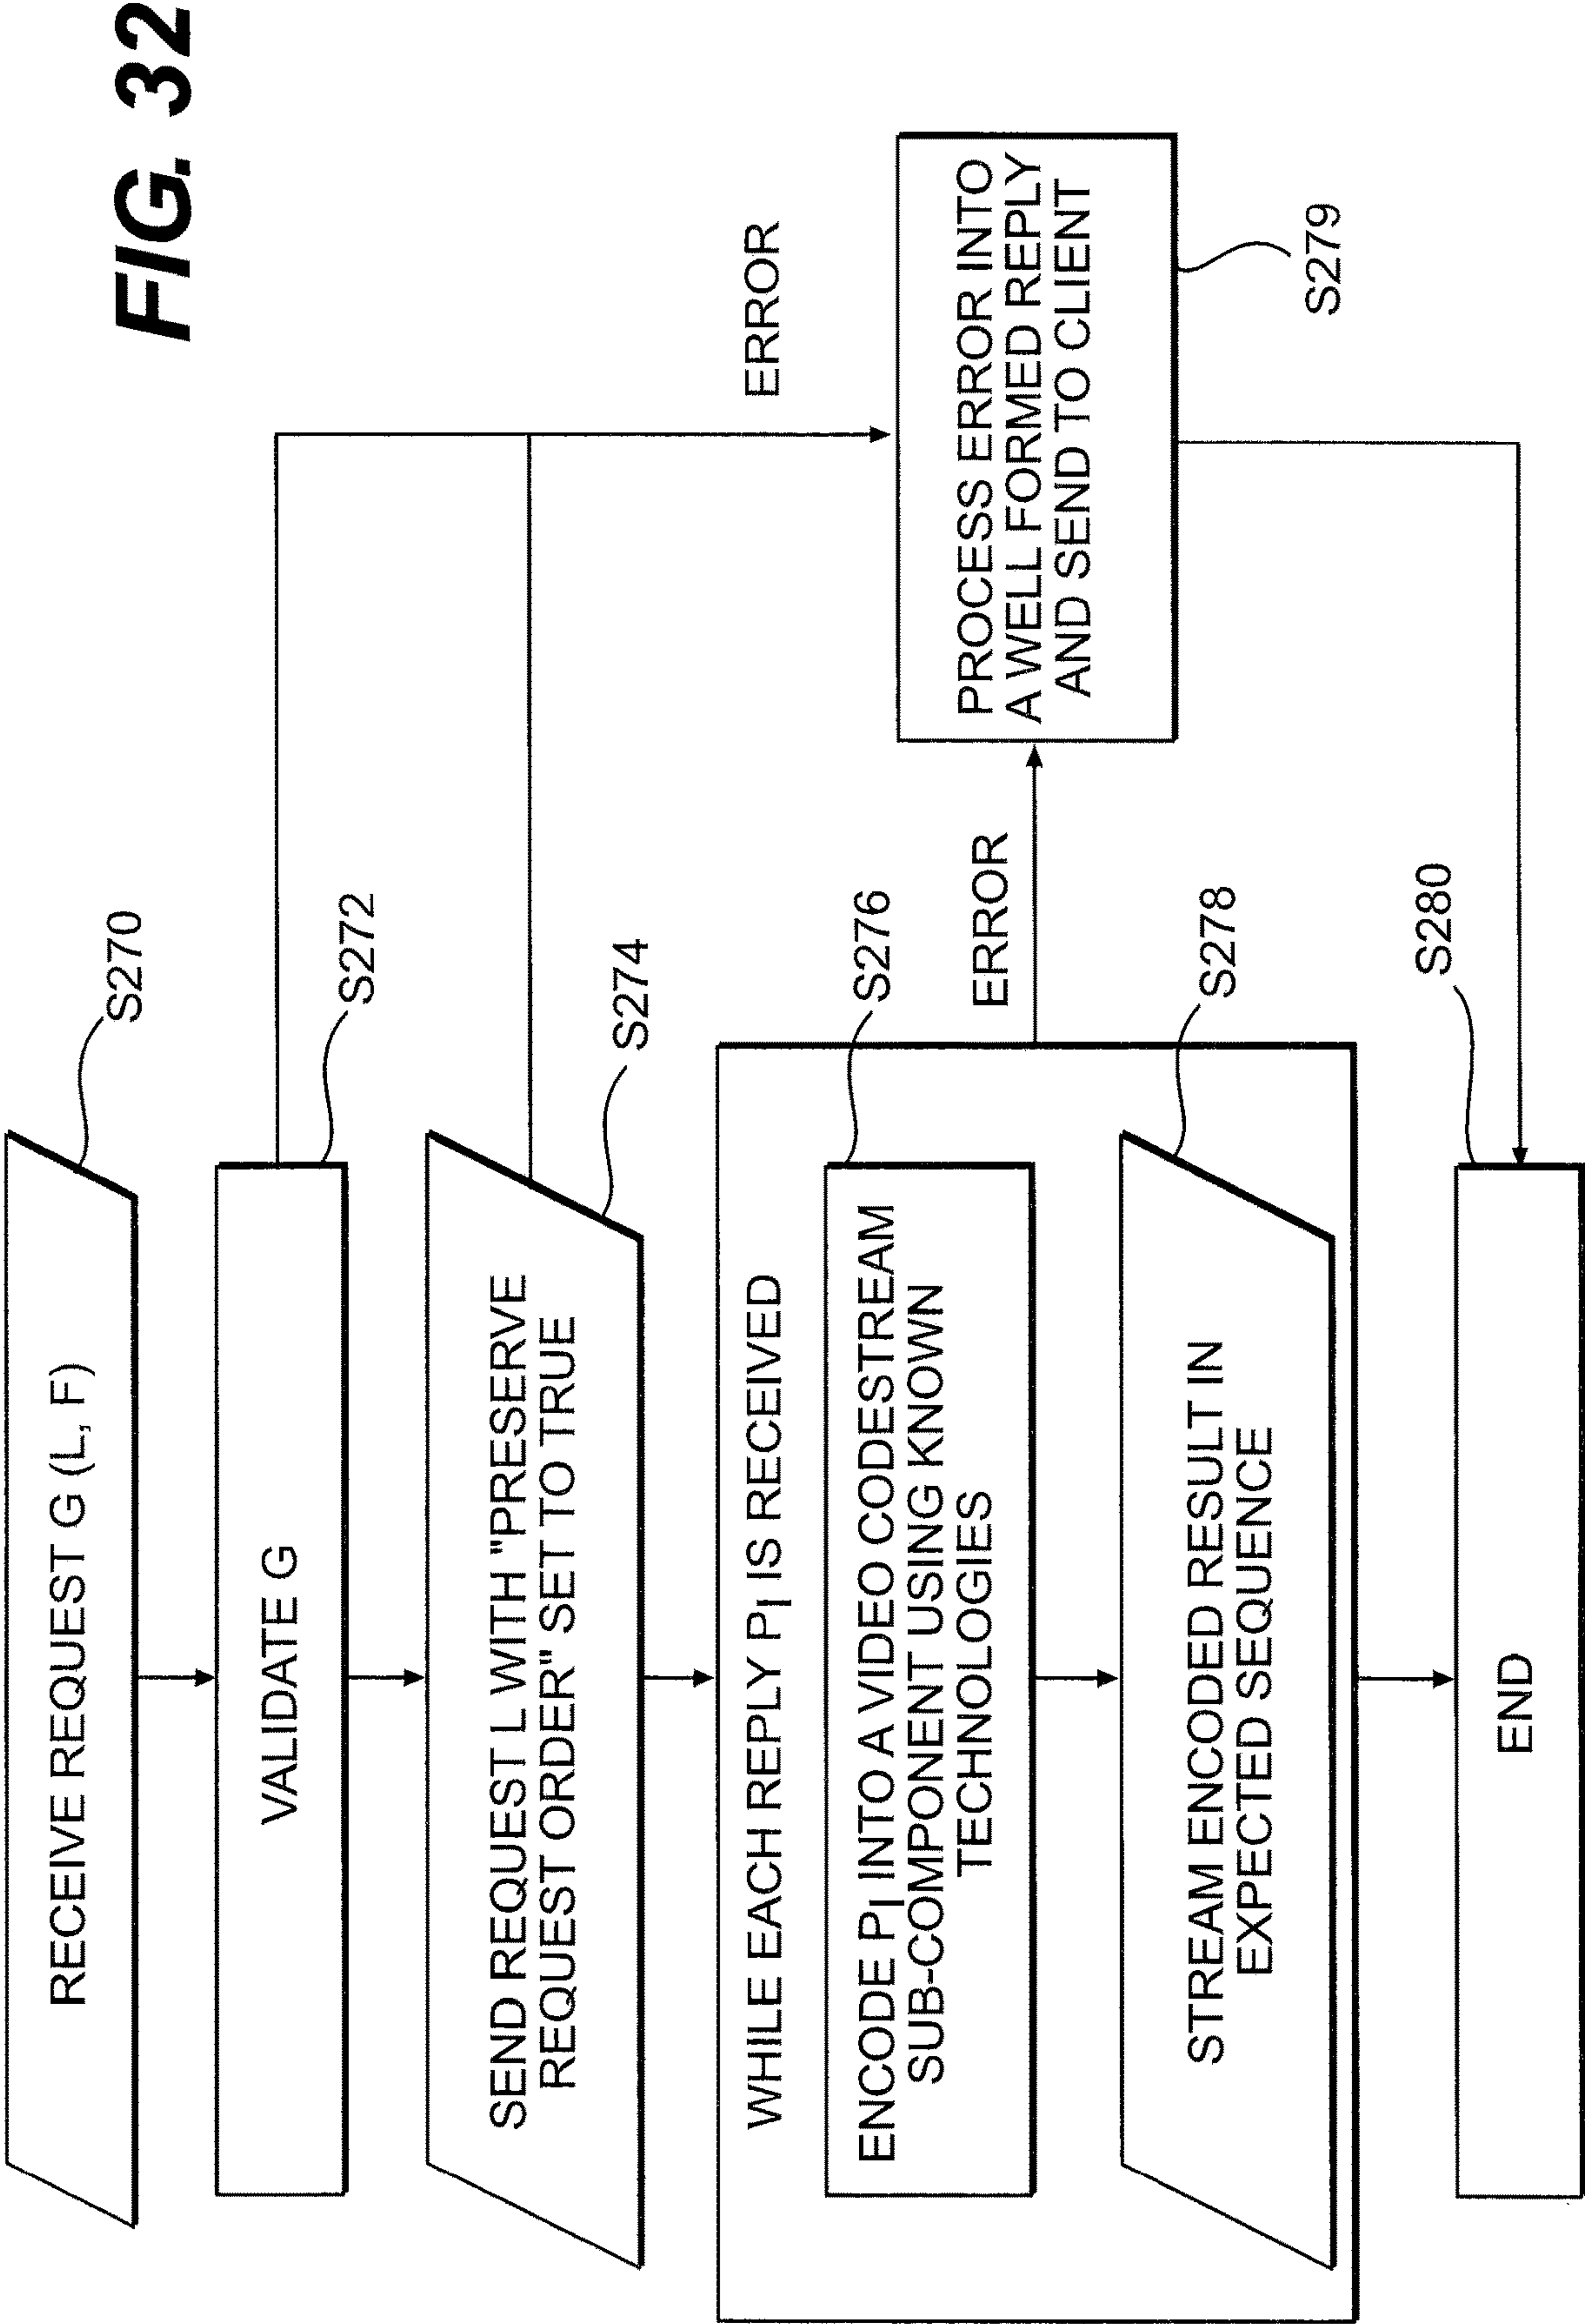 FIG. 32
RECEIVE REQUEST G (L, F)
S270
VALIDATE G
S272
SEND REQUEST L WITH "PRESERVE
REQUEST ORDER" SET TO TRUE
S274
ERROR
WHILE EACH REPLY PI IS RECEIVED
ENCODE PI INTO A VIDEO CODESTREAM
SUB-COMPONENT USING KNOWN
TECHNOLOGIES
S276
ERROR
PROCESS ERROR INTO
A WELL FORMED REPLY
AND SEND TO CLIENT
S279
STREAM ENCODED RESULT IN
EXPECTED SEQUENCE
S278
END
S280